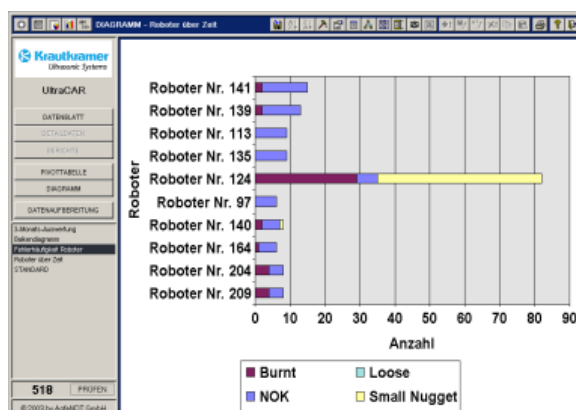 DIAGRAMM - Roboter über Zeit
Krautkramer
Ultrasonic Systems
UltraCAR
DATENBLATT
DETAILDATEN
BERICHTE
PIVOTTABELLE
DIAGRAMM
DATENAUFBEREITUNG
3-Monats-Auswertung
Balkendiagramm
Fehlerhäufigkeit Roboter
Roboter über Zeit
STANDARD
518
PRÜFEN
Roboter
Roboter Nr. 141
Roboter Nr. 139
Roboter Nr. 113
Roboter Nr. 135
Roboter Nr. 124
Roboter Nr. 97
Roboter Nr. 140
Roboter Nr. 164
Roboter Nr. 204
Roboter Nr. 209
0 10 20 30 40 50 60 70 80 90
Anzahl
Burnt Loose
NOK Small Nugget